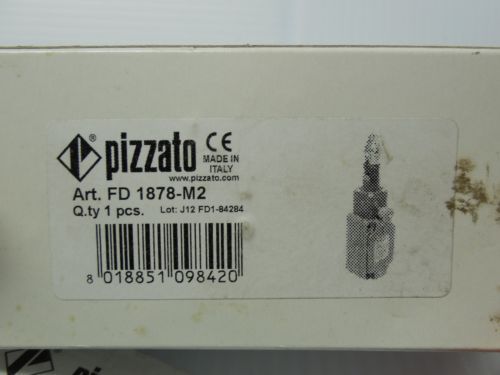 ® pizzato CE
MADE IN
ITALY
www.pizzato.com
Art. FD 1878-M2
Q.ty 1 pcs. Lot: J12 FD1-84284
8 018851 098420
piz